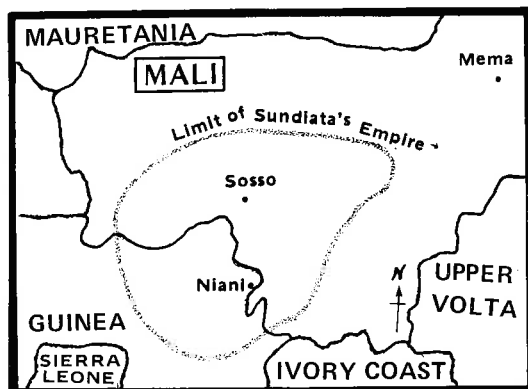 MAURETANIA
MALI
Mema
Limit of Sundiata's Empire
Sosso
Niani
N
UPPER
VOLTA
GUINEA
SIERRA
LEONE
IVORY COAST